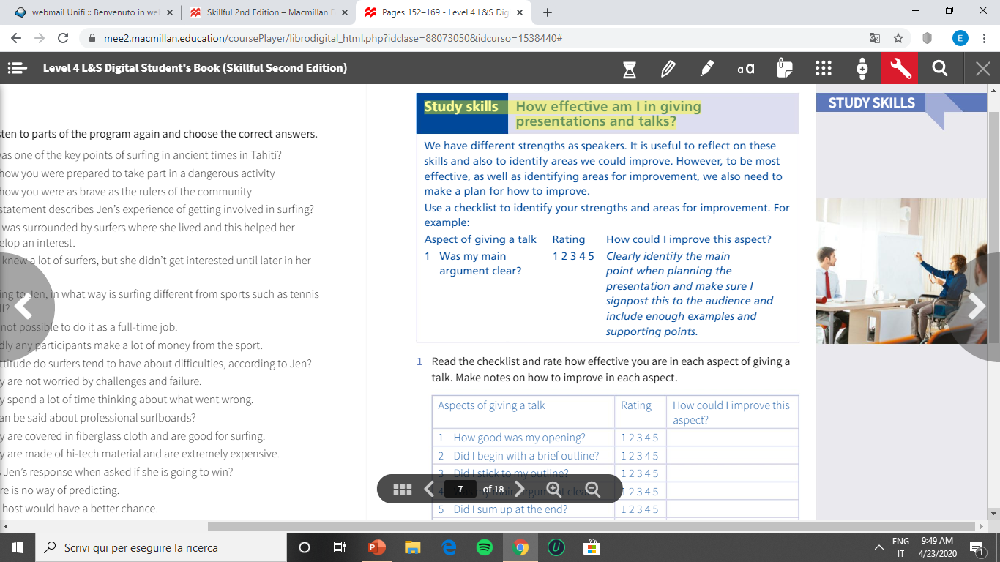 webmail Unifi :: Benvenuto in we
Skillful 2nd Edition – Macmillan E
Pages 152–169 - Level 4 L&S Dig
mee2.macmillan.education/coursePlayer/librodigital_html.php?idclase=88073050&idcurso=1538440#
E
Level 4 L&S Digital Student's Book (Skillful Second Edition)
aa
sten to parts of the program again and choose the correct answers.
as one of the key points of surfing in ancient times in Tahiti?
how you were prepared to take part in a dangerous activity
how you were as brave as the rulers of the community
statement describes Jen's experience of getting involved in surfing?
was surrounded by surfers where she lived and this helped her
elop an interest.
knew a lot of surfers, but she didn't get interested until later in her
ing to Jen, in what way is surfing different from sports such as tennis
lf?
not possible to do it as a full-time job.
dly any participants make a lot of money from the sport.
ttitude do surfers tend to have about difficulties, according to Jen?
y are not worried by challenges and failure.
y spend a lot of time thinking about what went wrong.
an be said about professional surfboards?
y are covered in fiberglass cloth and are good for surfing.
y are made of hi-tech material and are extremely expensive.
Jen's response when asked if she is going to win?
re is no way of predicting.
host would have a better chance.
Study skills How effective am I in giving
presentations and talks?
We have different strengths as speakers. It is useful to reflect on these
skills and also to identify areas we could improve. However, to be most
effective, as well as identifying areas for improvement, we also need to
make a plan for how to improve.
Use a checklist to identify your strengths and areas for improvement. For
example:
Aspect of giving a talk Rating How could I improve this aspect?
1 Was my main 1 2 3 4 5 Clearly identify the main
argument clear? point when planning the
presentation and make sure I
signpost this to the audience and
include enough examples and
supporting points.
1 Read the checklist and rate how effective you are in each aspect of giving a
talk. Make notes on how to improve in each aspect.
Aspects of giving a talk Rating How could I improve this
aspect?
1 How good was my opening? 1 2 3 4 5
2 Did I begin with a brief outline? 1 2 3 4 5
3 Did I stick to my outline? 1 2 3 4 5
4 Was my main argument clear 1 2 3 4 5
5 Did I sum up at the end? 1 2 3 4 5
7 of 18
STUDY SKILLS
Scrivi qui per eseguire la ricerca
ENG 9:49 AM
IT 4/23/2020
1